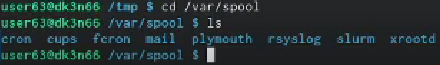 user63@dk3n66 /tmp $ cd /var/spool
user63@dk3n66 /var/spool $ ls
cron cups fcron mail plymouth rsyslog slurm xrootd
user63@dk3n66 /var/spool $